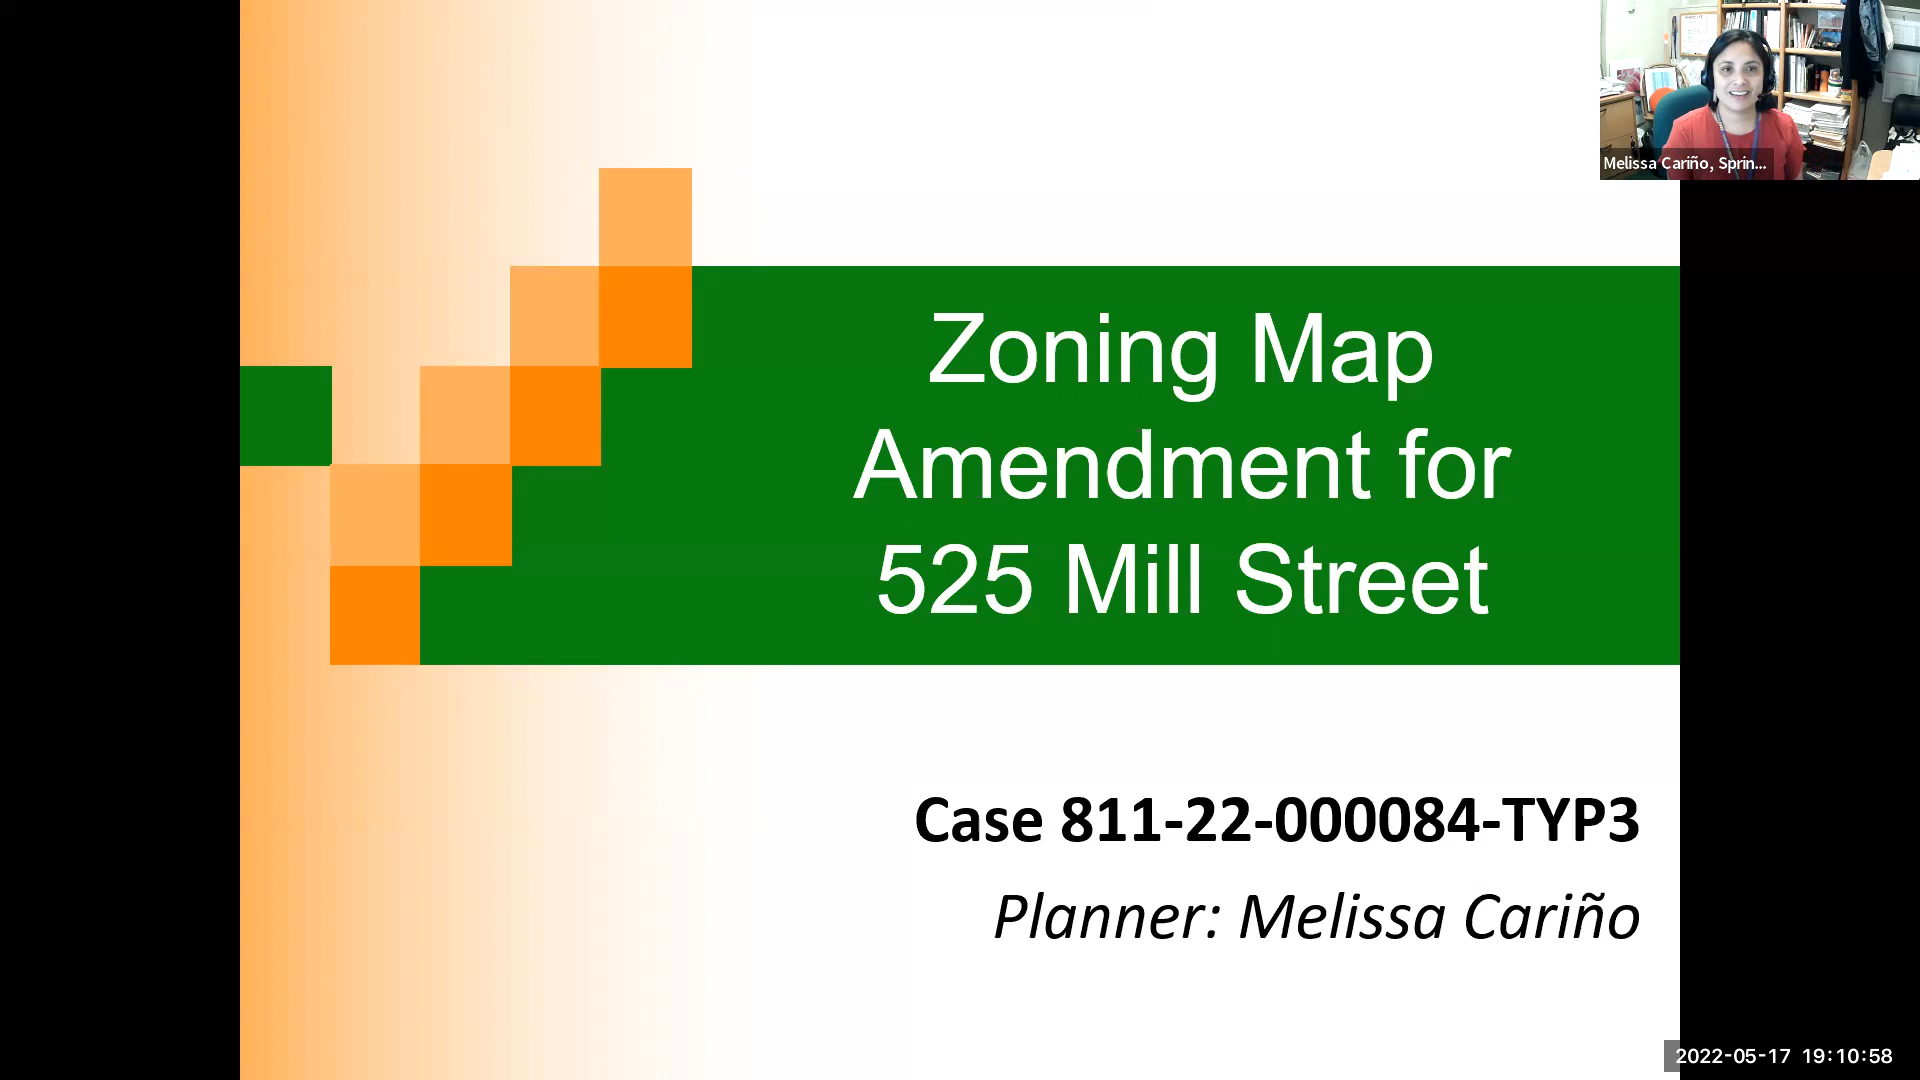 Melissa Cariño, Sprin...
Zoning Map
Amendment for
525 Mill Street
Case 811-22-000084-TYP3
Planner: Melissa Cariño
2022-05-17 19:10:58